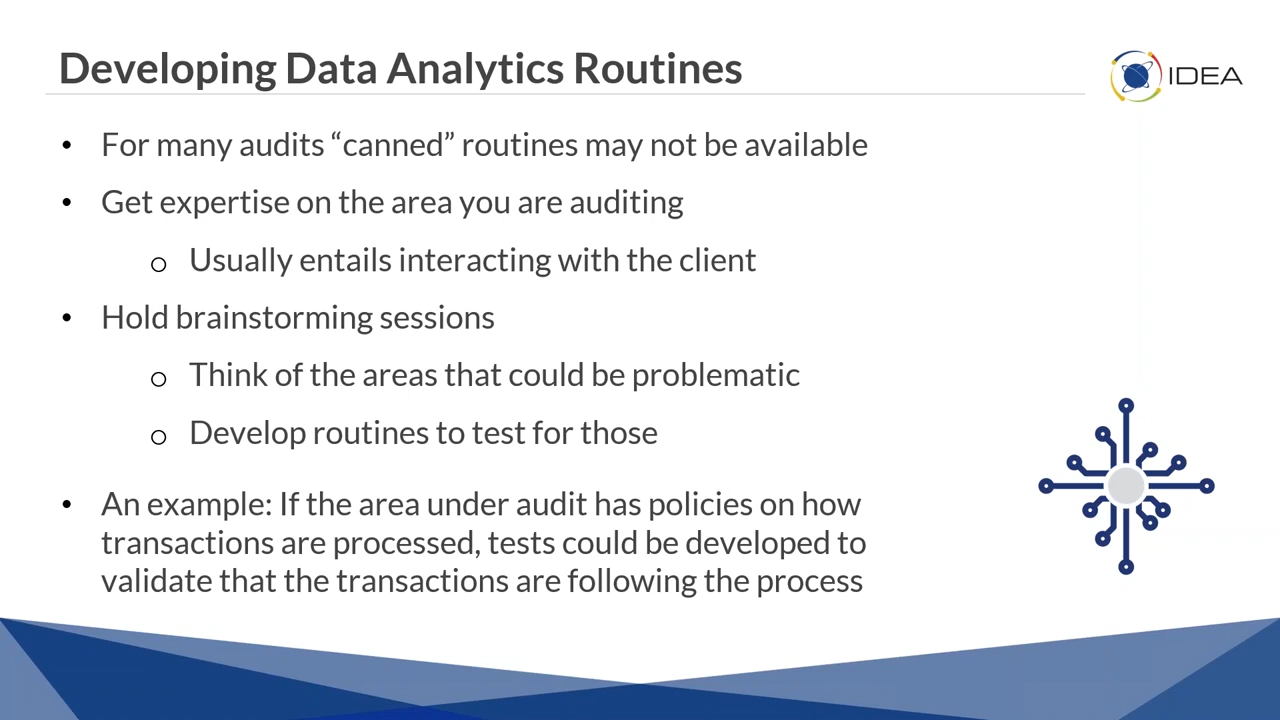 Developing Data Analytics Routines
IDEA
• For many audits “canned” routines may not be available
• Get expertise on the area you are auditing
o Usually entails interacting with the client
• Hold brainstorming sessions
o Think of the areas that could be problematic
o Develop routines to test for those
• An example: If the area under audit has policies on how
transactions are processed, tests could be developed to
validate that the transactions are following the process